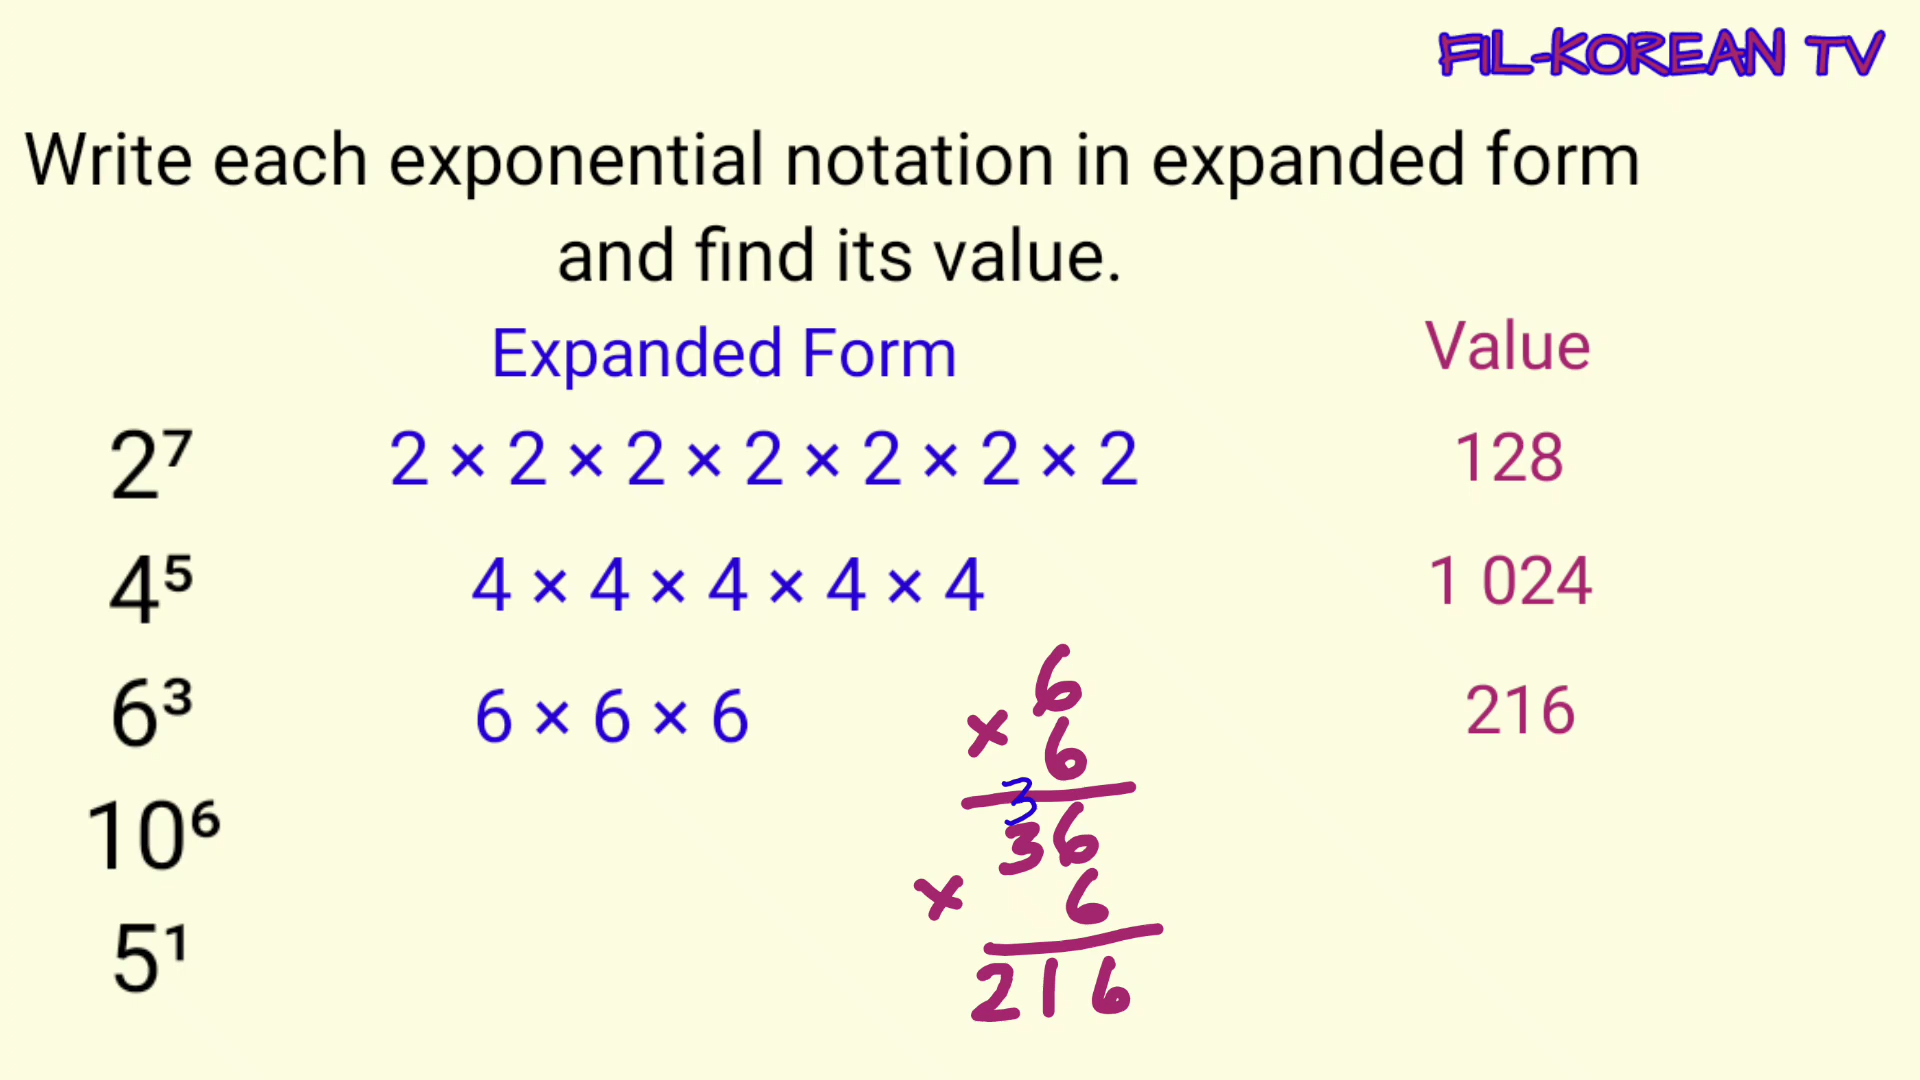 FIL-KOREAN TV
Write each exponential notation in expanded form
and find its value.
Expanded Form Value
2⁷ 2 × 2 × 2 × 2 × 2 × 2 × 2 128
4⁵ 4 × 4 × 4 × 4 × 4 1 024
6³ 6 × 6 × 6 216
10⁶
5¹
6
× 6
3
36
× 6
216